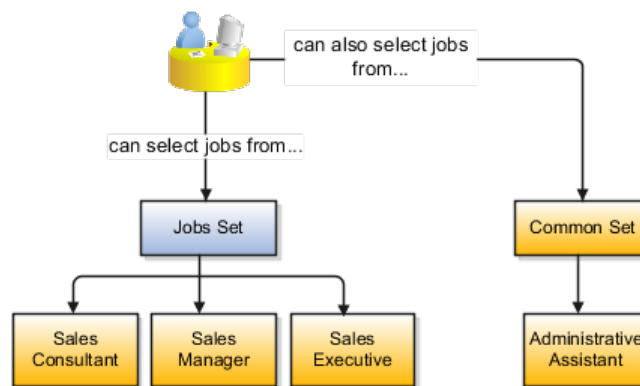 can also select jobs
from...
can select jobs from...
Jobs Set
Common Set
Sales
Consultant
Sales
Manager
Sales
Executive
Administrative
Assistant